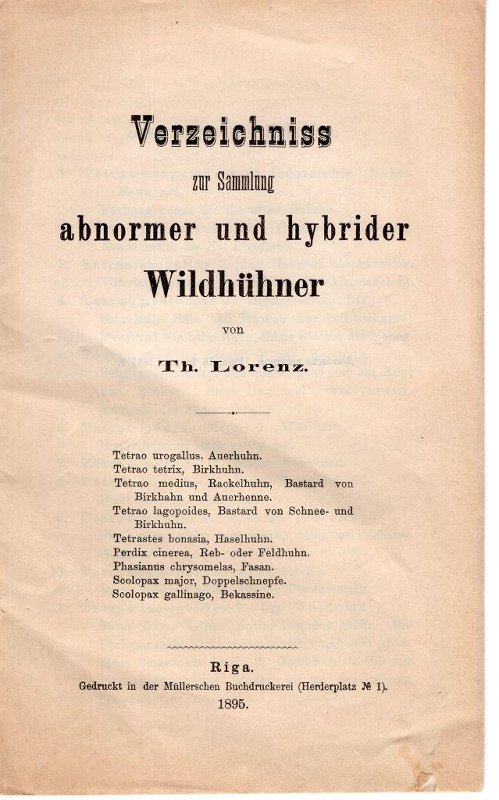 Verzeichniss
zur Sammlung
abnormer und hybrider
Wildhühner
von
Th. Lorenz.
Tetrao urogallus, Auerhuhn.
Tetrao tetrix, Birkhuhn.
Tetrao medius, Rackelhuhn, Bastard von
Birkhahn und Auerhenne.
Tetrao lagopoides, Bastard von Schnee- und
Birkhuhn.
Tetrastes bonasia, Haselhuhn.
Perdix cinerea, Reb- oder Feldhuhn.
Phasianus chrysomelas, Fasan.
Scolopax major, Doppelschnepfe.
Scolopax gallinago, Bekassine.
Riga.
Gedruckt in der Müllerschen Buchdruckerei (Herderplatz № 1).
1895.